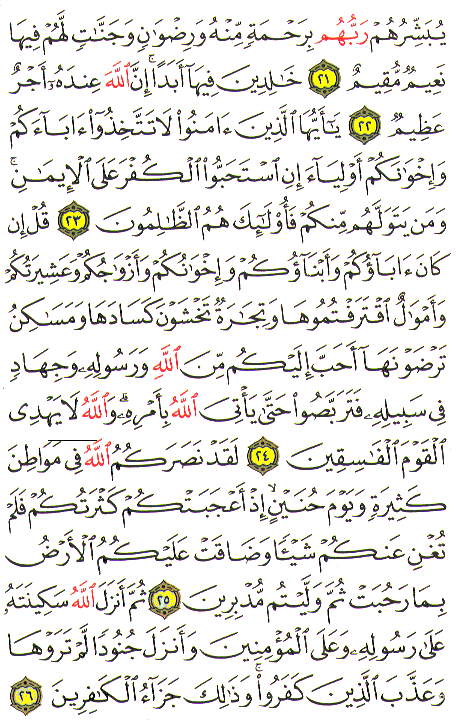 يُبَشِّرُهُمْ رَبُّهُم بِرَحْمَةٍ مِّنْهُ وَرِضْوَٰنٍ وَجَنَّٰتٍ لَّهُمْ فِيهَا
نَعِيمٌ مُّقِيمٌ ٢١ خَٰلِدِينَ فِيهَآ أَبَدًا ۚ إِنَّ ٱللَّهَ عِندَهُۥٓ أَجْرٌ
عَظِيمٌ ٢٢ يَٰٓأَيُّهَا ٱلَّذِينَ ءَامَنُوا۟ لَا تَتَّخِذُوٓا۟ ءَابَآءَكُمْ
وَإِخْوَٰنَكُمْ أَوْلِيَآءَ إِنِ ٱسْتَحَبُّوا۟ ٱلْكُفْرَ عَلَى ٱلْإِيمَٰنِ ۚ
وَمَن يَتَوَلَّهُم مِّنكُمْ فَأُو۟لَٰٓئِكَ هُمُ ٱلظَّٰلِمُونَ ٢٣ قُلْ إِن
كَانَ ءَابَآؤُكُمْ وَأَبْنَآؤُكُمْ وَإِخْوَٰنُكُمْ وَأَزْوَٰجُكُمْ وَعَشِيرَتُكُمْ
وَأَمْوَٰلٌ ٱقْتَرَفْتُمُوهَا وَتِجَٰرَةٌ تَخْشَوْنَ كَسَادَهَا وَمَسَٰكِنُ
تَرْضَوْنَهَآ أَحَبَّ إِلَيْكُم مِّنَ ٱللَّهِ وَرَسُولِهِۦ وَجِهَادٍ
فِى سَبِيلِهِۦ فَتَرَبَّصُوا۟ حَتَّىٰ يَأْتِىَ ٱللَّهُ بِأَمْرِهِۦ ۗ وَٱللَّهُ لَا يَهْدِى
ٱلْقَوْمَ ٱلْفَٰسِقِينَ ٢٤ لَقَدْ نَصَرَكُمُ ٱللَّهُ فِى مَوَاطِنَ
كَثِيرَةٍ ۙ وَيَوْمَ حُنَيْنٍ ۙ إِذْ أَعْجَبَتْكُمْ كَثْرَتُكُمْ فَلَمْ
تُغْنِ عَنكُمْ شَيْـًٔا وَضَاقَتْ عَلَيْكُمُ ٱلْأَرْضُ
بِمَا رَحُبَتْ ثُمَّ وَلَّيْتُم مُّدْبِرِينَ ٢٥ ثُمَّ أَنزَلَ ٱللَّهُ سَكِينَتَهُۥ
عَلَىٰ رَسُولِهِۦ وَعَلَى ٱلْمُؤْمِنِينَ وَأَنزَلَ جُنُودًا لَّمْ تَرَوْهَا
وَعَذَّبَ ٱلَّذِينَ كَفَرُوا۟ ۚ وَذَٰلِكَ جَزَآءُ ٱلْكَٰفِرِينَ ٢٦